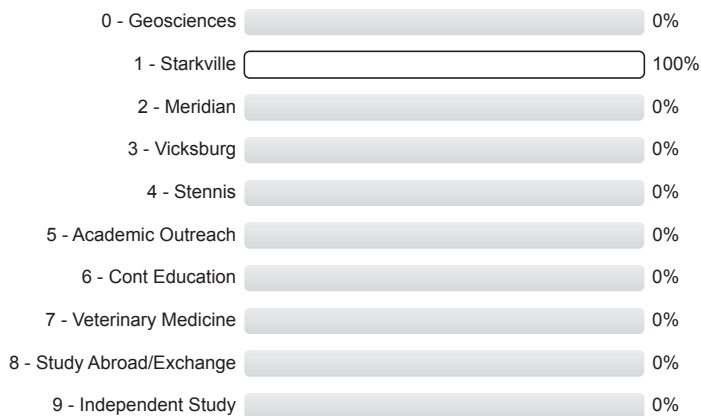 0 - Geosciences 0%
1 - Starkville 100%
2 - Meridian 0%
3 - Vicksburg 0%
4 - Stennis 0%
5 - Academic Outreach 0%
6 - Cont Education 0%
7 - Veterinary Medicine 0%
8 - Study Abroad/Exchange 0%
9 - Independent Study 0%